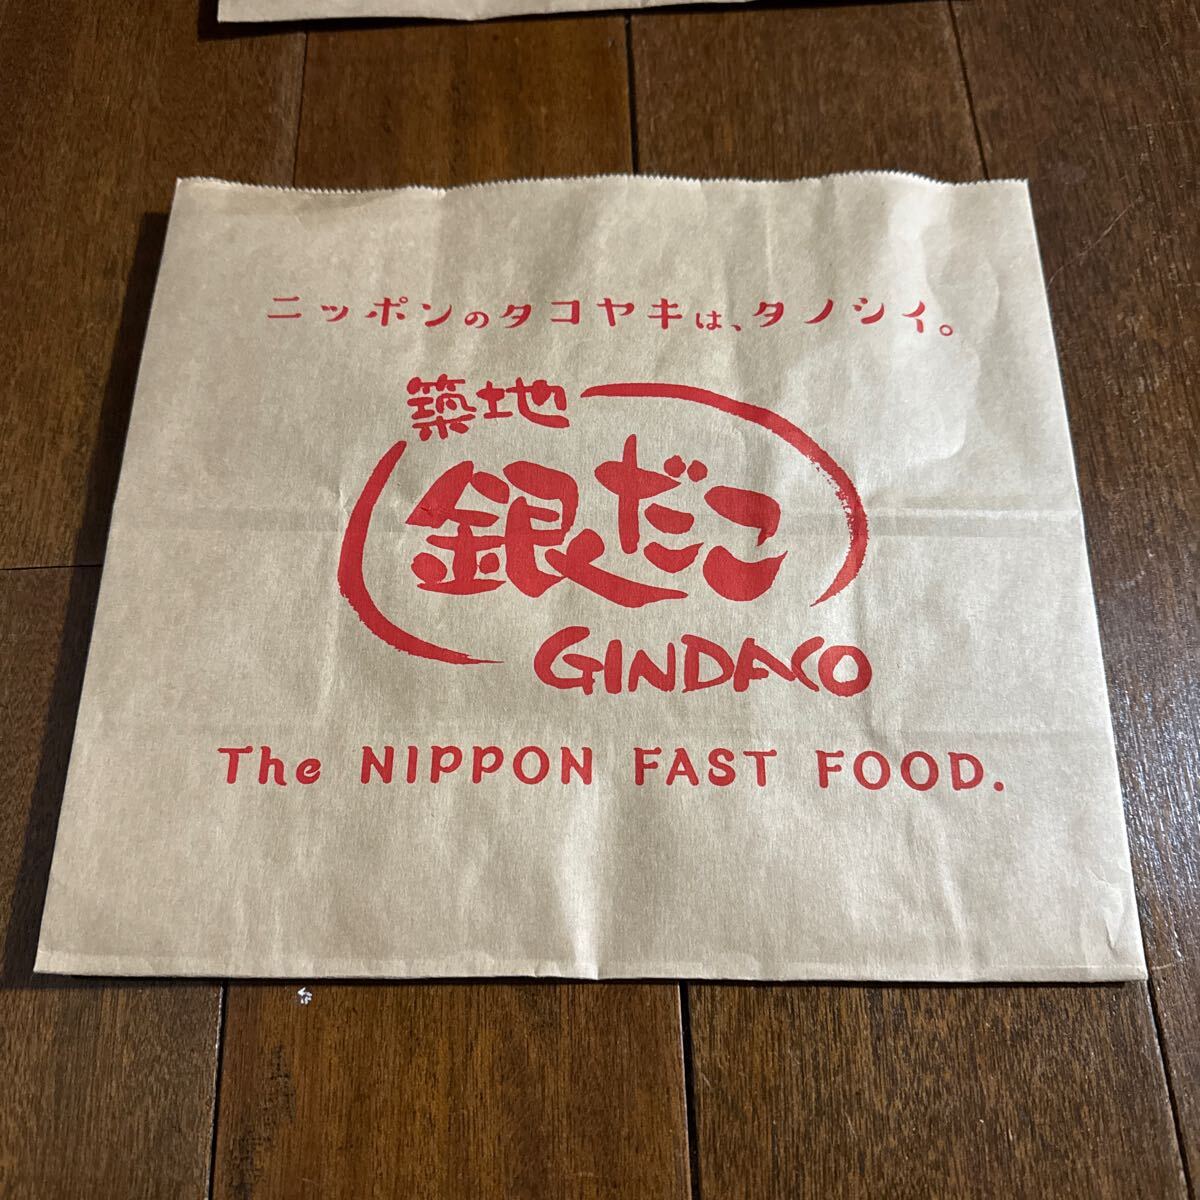 ニッポンのタコヤキは、タノシイ。
築地
銀だこ
GINDACO
The NIPPON FAST FOOD.